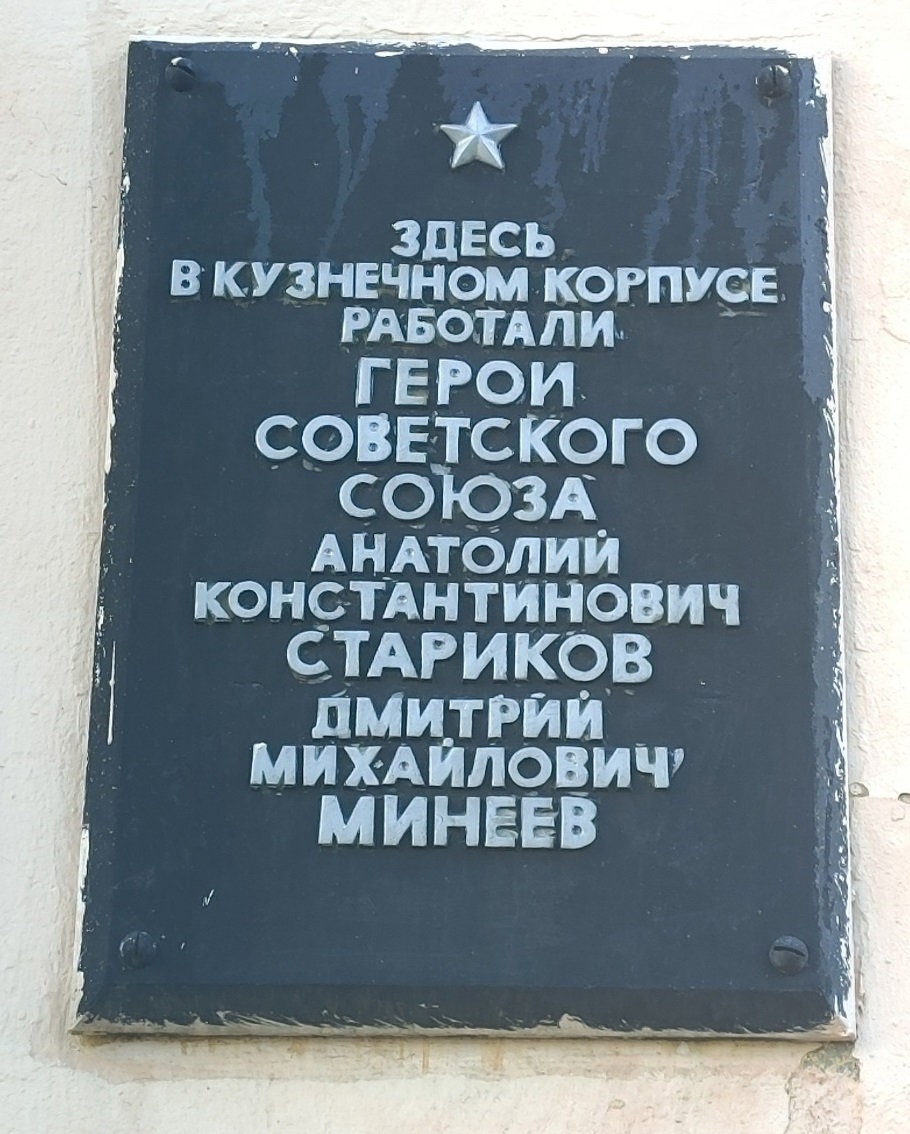 ЗДЕСЬ
В КУЗНЕЧНОМ КОРПУСЕ
РАБОТАЛИ
ГЕРОИ
СОВЕТСКОГО
СОЮЗА
АНАТОЛИЙ
КОНСТАНТИНОВИЧ
СТАРИКОВ
ДМИТРИЙ
МИХАЙЛОВИЧ
МИНЕЕВ